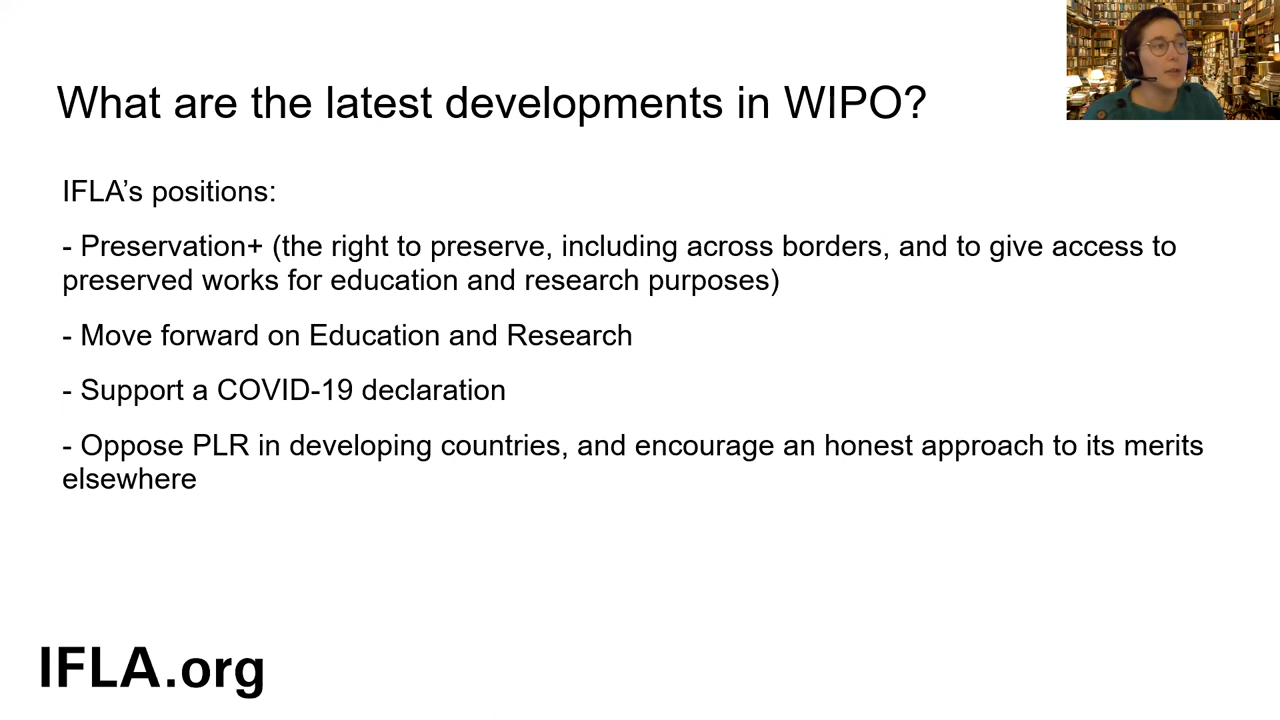 What are the latest developments in WIPO?
IFLA’s positions:
- Preservation+ (the right to preserve, including across borders, and to give access to
preserved works for education and research purposes)
- Move forward on Education and Research
- Support a COVID-19 declaration
- Oppose PLR in developing countries, and encourage an honest approach to its merits
elsewhere
IFLA.org